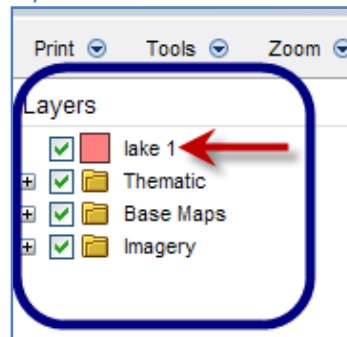 Print Tools Zoom
Layers
lake 1
Thematic
Base Maps
Imagery